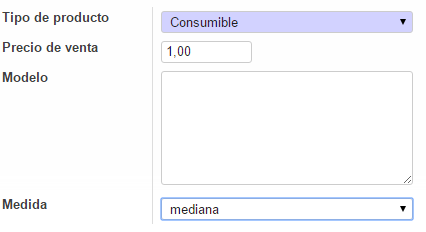 Tipo de producto Consumible
Precio de venta 1,00
Modelo
Medida mediana